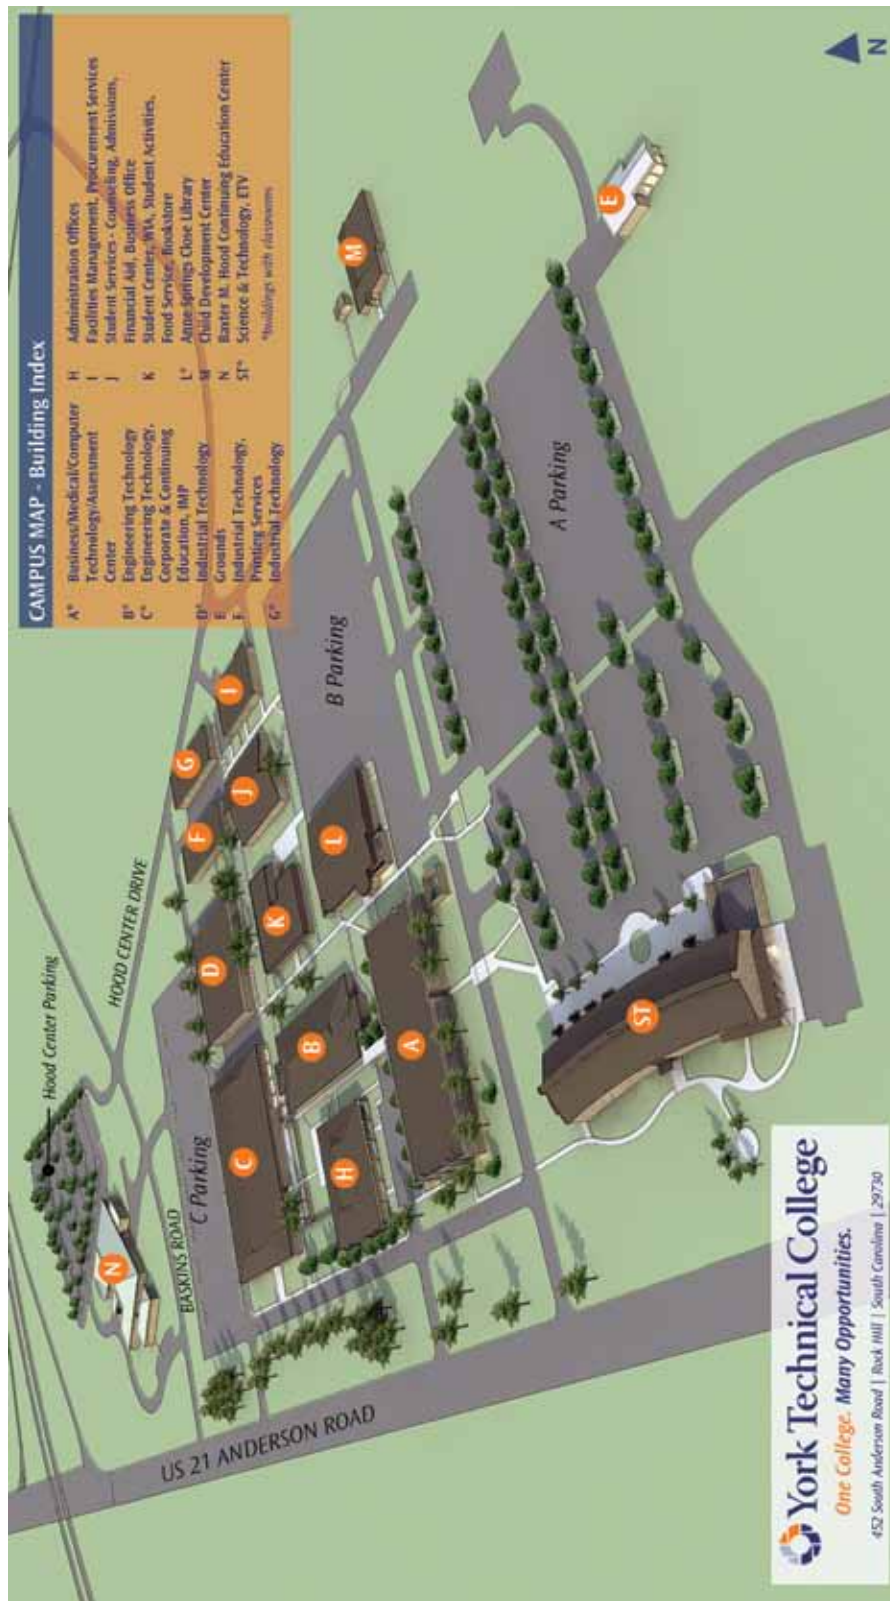 CAMPUS MAP - Building Index
A* Business/Medical/Computer
Technology/Assessment
Center
B* Engineering Technology
C* Engineering Technology,
Corporate & Continuing
Education, IMP
D* Industrial Technology
E Grounds
F Industrial Technology,
Printing Services
G* Industrial Technology
H Administration Offices
I Facilities Management, Procurement Services
J Student Services - Counseling, Admissions,
Financial Aid, Business Office
K Student Center, WIA, Student Activities,
Food Service, Bookstore
L* Anne Springs Close Library
M Child Development Center
N Baxter M. Hood Continuing Education Center
ST* Science & Technology, ETV
*Buildings with classrooms
Hood Center Parking
HOOD CENTER DRIVE
N
BASKINS ROAD
C Parking
G
I
F
J
D
K
L
C
B
H
A
B Parking
M
A Parking
E
ST
US 21 ANDERSON ROAD
N
York Technical College
One College. Many Opportunities.
452 South Anderson Road | Rock Hill | South Carolina | 29730